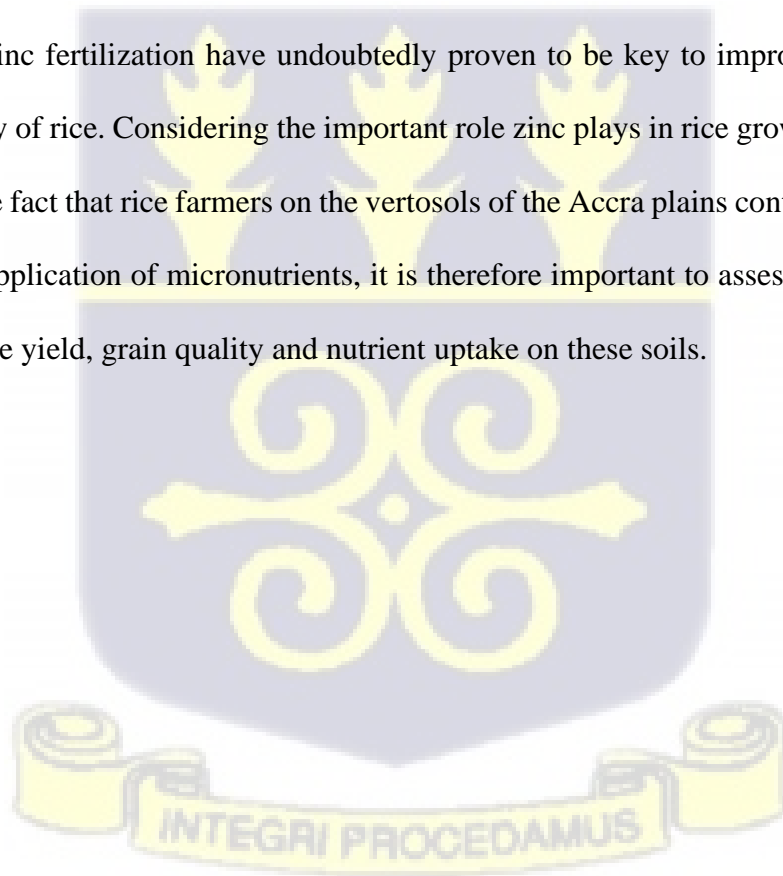 inc fertilization have undoubtedly proven to be key to impro
y of rice. Considering the important role zinc plays in rice grow
e fact that rice farmers on the vertosols of the Accra plains cont
pplication of micronutrients, it is therefore important to asses
e yield, grain quality and nutrient uptake on these soils.
INTEGRI PROCEDAMUS